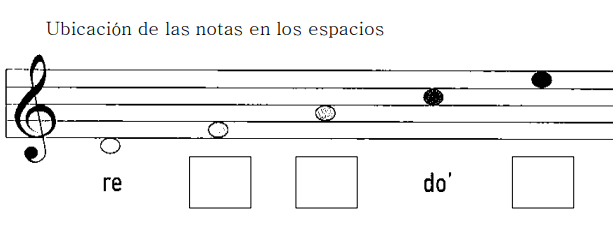 Ubicación de las notas en los espacios
re do'